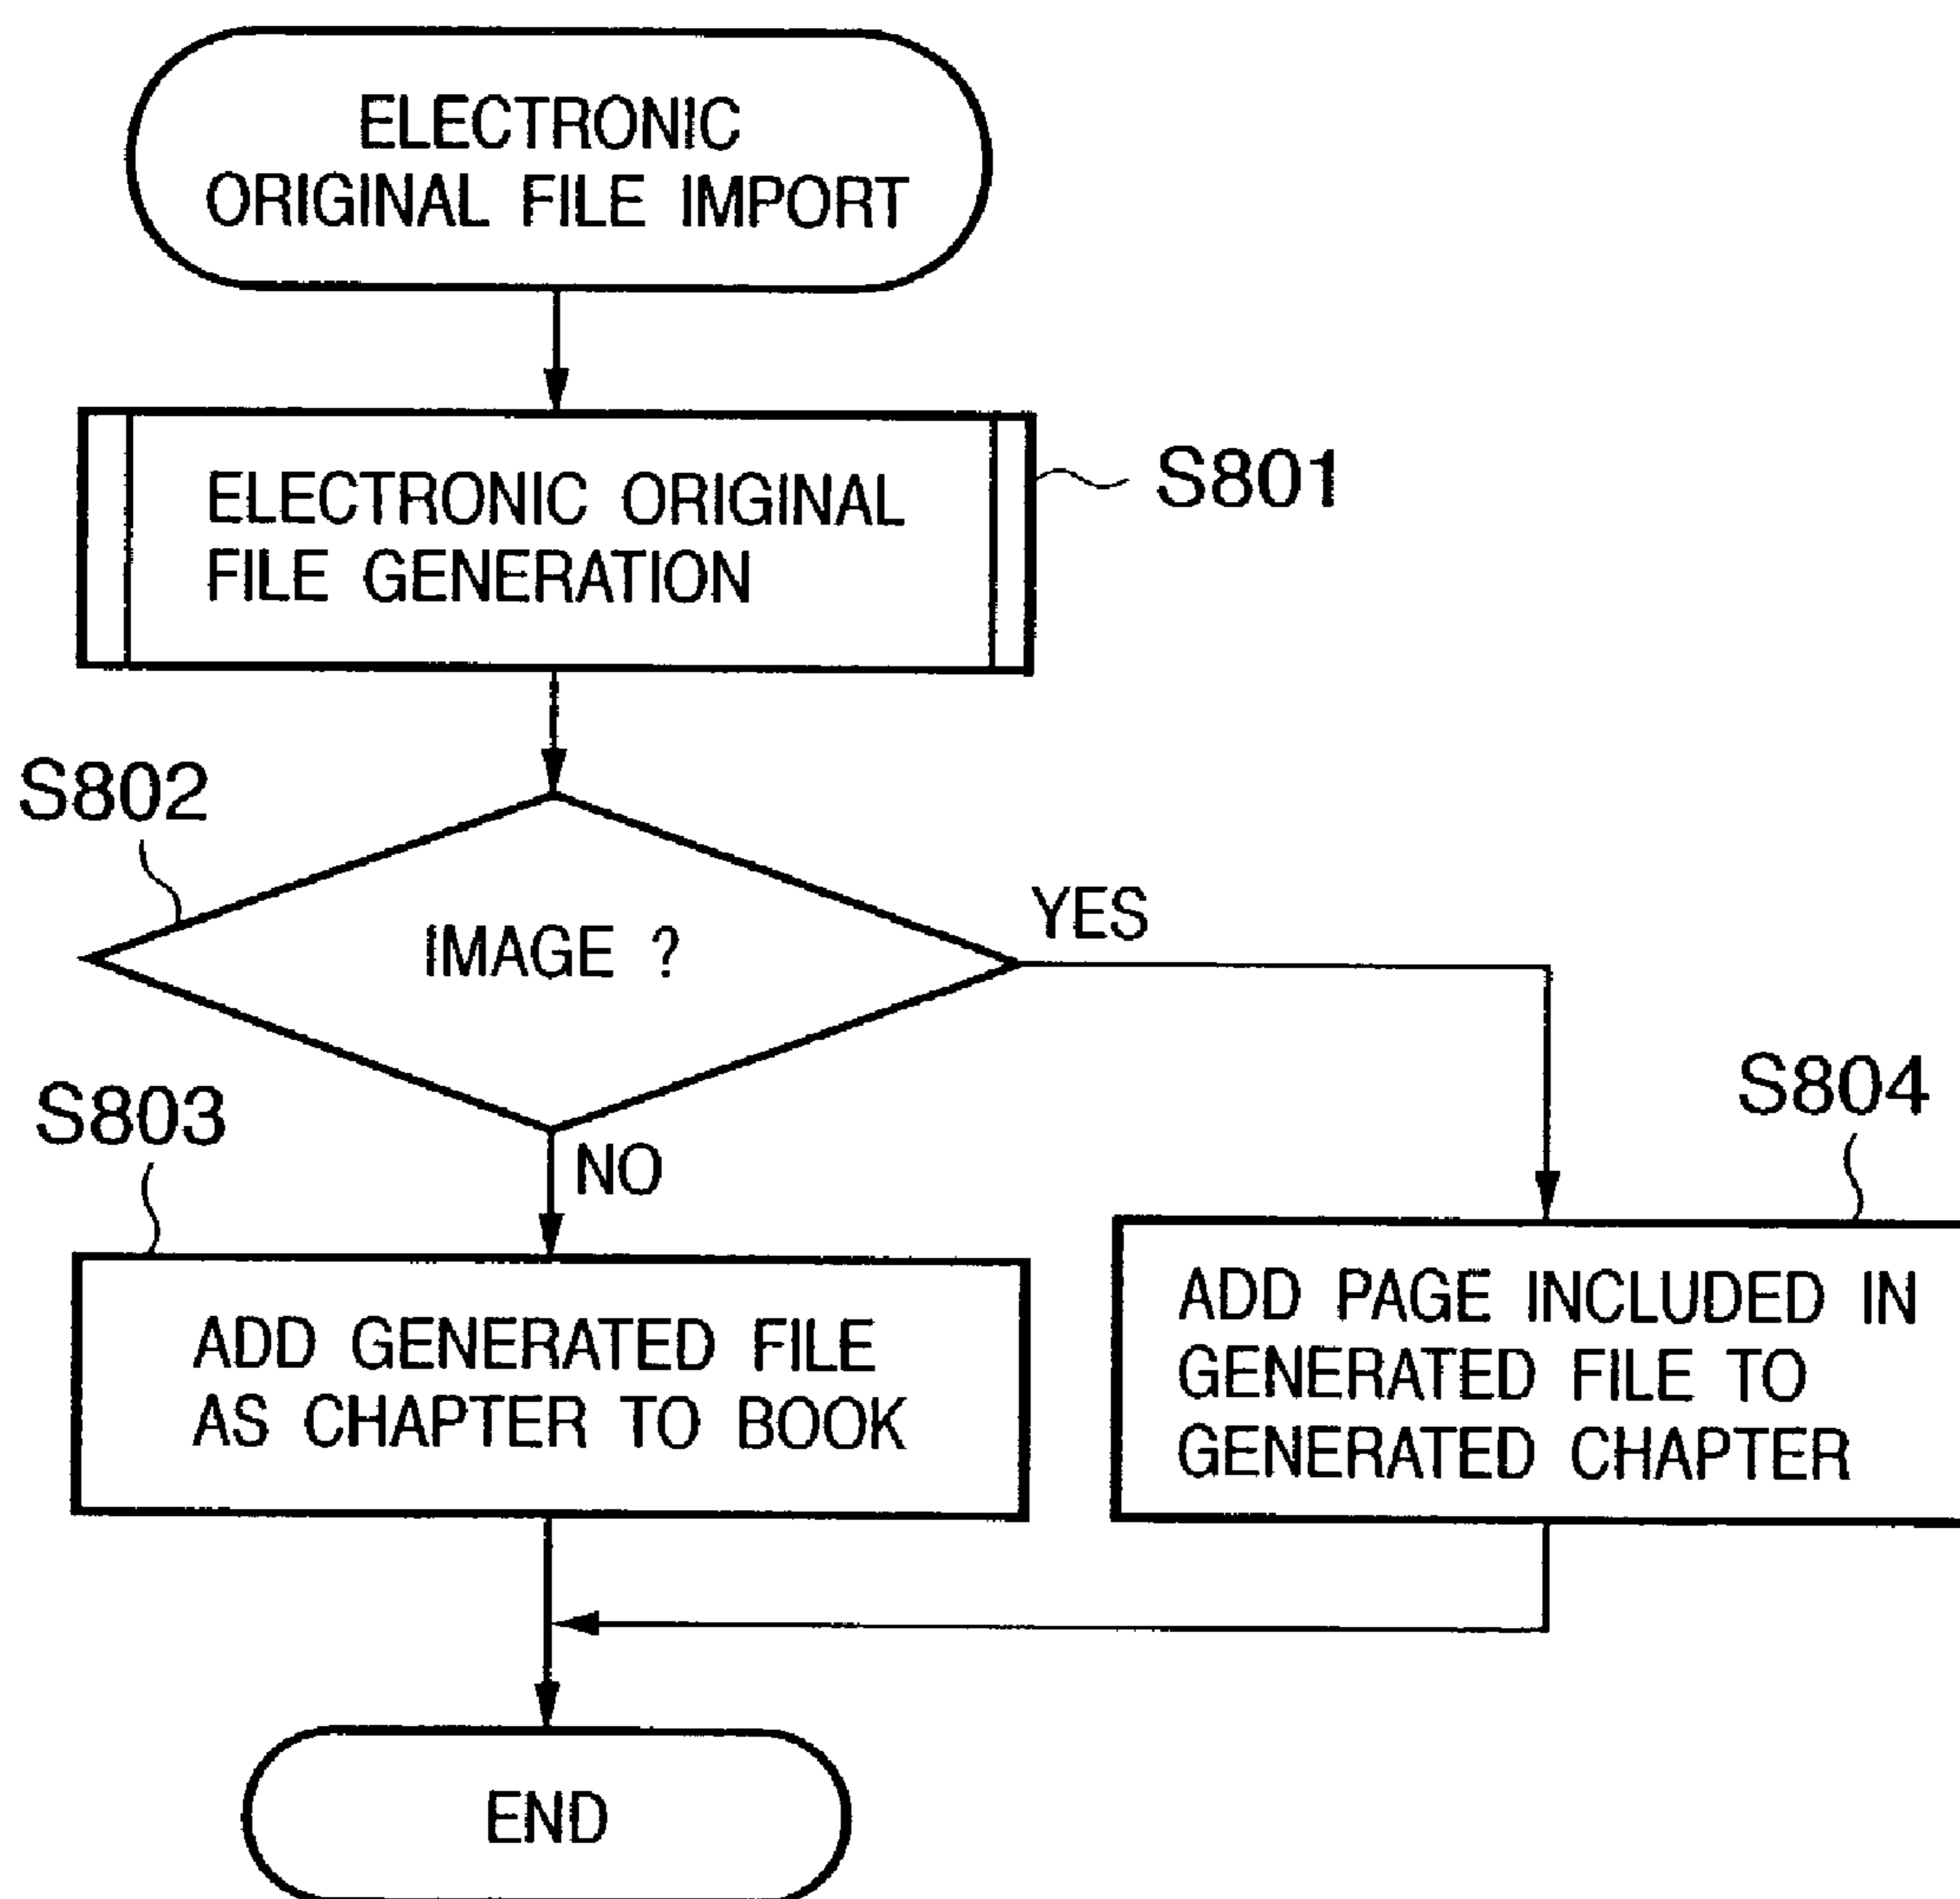 ELECTRONIC
ORIGINAL FILE IMPORT
ELECTRONIC ORIGINAL
FILE GENERATION
S801
S802
IMAGE ?
YES
NO
S803
ADD GENERATED FILE
AS CHAPTER TO BOOK
S804
ADD PAGE INCLUDED IN
GENERATED FILE TO
GENERATED CHAPTER
END